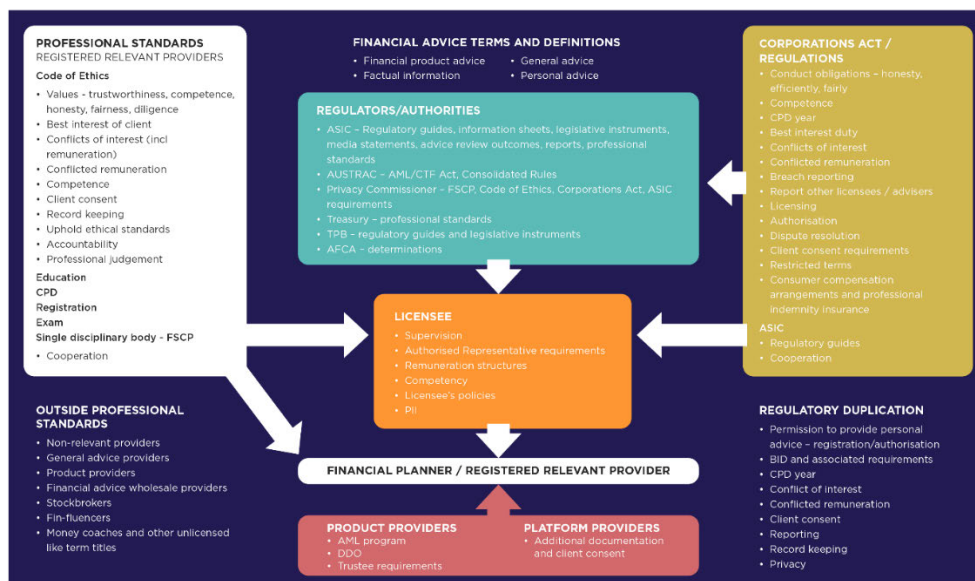 PROFESSIONAL STANDARDS
REGISTERED RELEVANT PROVIDERS
Code of Ethics
• Values - trustworthiness, competence,
honesty, fairness, diligence
• Best interest of client
• Conflicts of interest (incl
remuneration)
• Conflicted remuneration
• Competence
• Client consent
• Record keeping
• Uphold ethical standards
• Accountability
• Professional judgement
Education
CPD
Registration
Exam
Single disciplinary body - FSCP
• Cooperation
OUTSIDE PROFESSIONAL
STANDARDS
• Non-relevant providers
• General advice providers
• Product providers
• Financial advice wholesale providers
• Stockbrokers
• Fin-fluencers
• Money coaches and other unlicensed
like term titles
FINANCIAL ADVICE TERMS AND DEFINITIONS
• Financial product advice
• Factual information
• General advice
• Personal advice
REGULATORS/AUTHORITIES
• ASIC – Regulatory guides, information sheets, legislative instruments,
media statements, advice review outcomes, reports, professional
standards
• AUSTRAC – AML/CTF Act, Consolidated Rules
• Privacy Commissioner – FSCP, Code of Ethics, Corporations Act, ASIC
requirements
• Treasury – professional standards
• TPB – regulatory guides and legislative instruments
• AFCA – determinations
LICENSEE
• Supervision
• Authorised Representative requirements
• Remuneration structures
• Competency
• Licensee's policies
• PII
FINANCIAL PLANNER / REGISTERED RELEVANT PROVIDER
PRODUCT PROVIDERS
• AML program
• DDO
• Trustee requirements
PLATFORM PROVIDERS
• Additional documentation
and client consent
CORPORATIONS ACT /
REGULATIONS
• Conduct obligations – honesty,
efficiently, fairly
• Competence
• CPD year
• Best interest duty
• Conflicts of interest
• Conflicted remuneration
• Breach reporting
• Report other licensees / advisers
• Licensing
• Authorisation
• Dispute resolution
• Client consent requirements
• Restricted terms
• Consumer compensation
arrangements and professional
indemnity insurance
ASIC
• Regulatory guides
• Cooperation
REGULATORY DUPLICATION
• Permission to provide personal
advice – registration/authorisation
• BID and associated requirements
• CPD year
• Conflict of interest
• Conflicted remuneration
• Client consent
• Reporting
• Record keeping
• Privacy